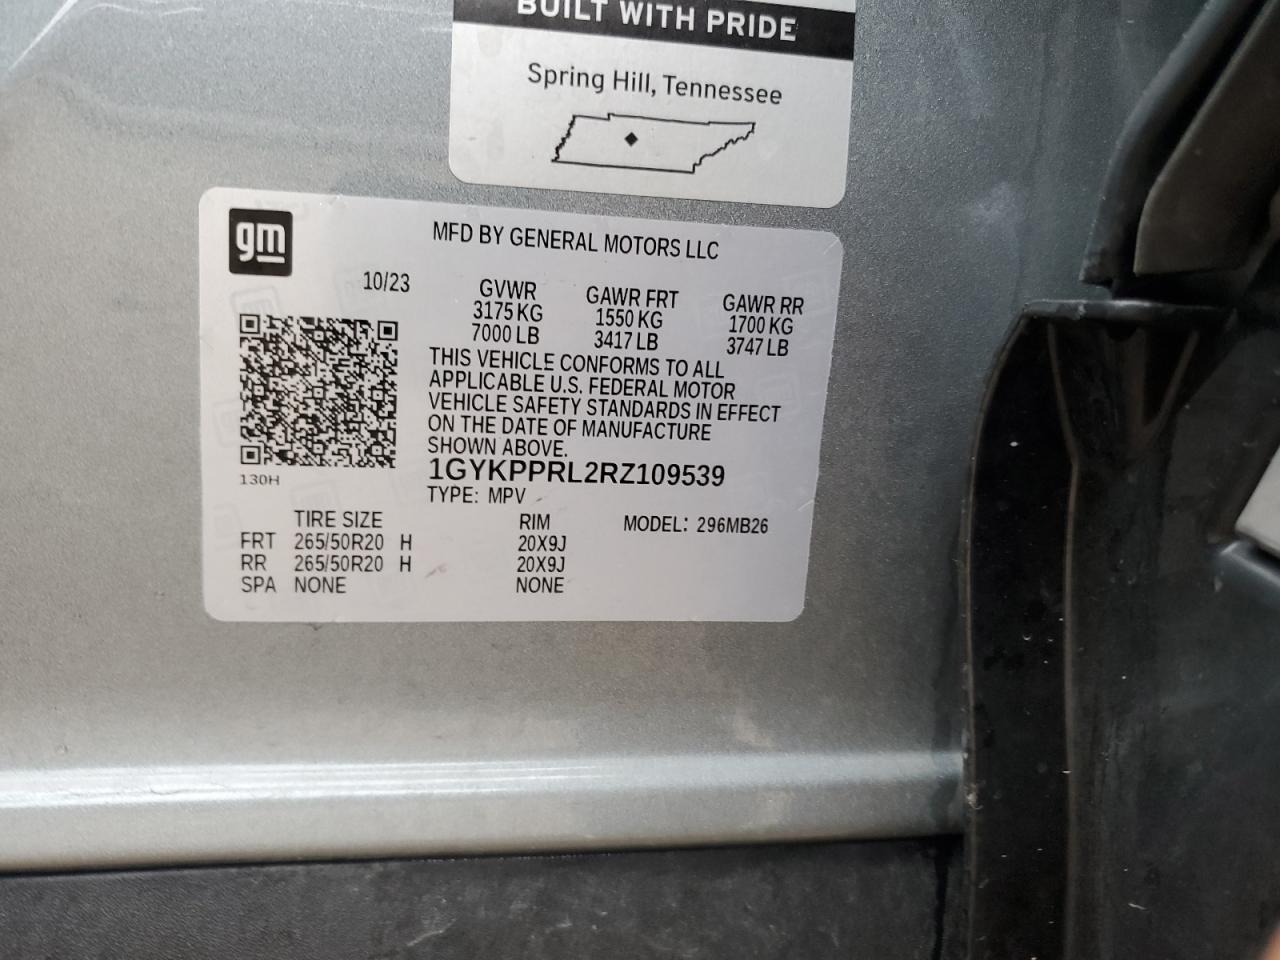 BUILT WITH PRIDE
Spring Hill, Tennessee
gm
MFD BY GENERAL MOTORS LLC
10/23
GVWR GAWR FRT GAWR RR
3175 KG 1550 KG 1700 KG
7000 LB 3417 LB 3747 LB
THIS VEHICLE CONFORMS TO ALL
APPLICABLE U.S. FEDERAL MOTOR
VEHICLE SAFETY STANDARDS IN EFFECT
ON THE DATE OF MANUFACTURE
SHOWN ABOVE.
1GYKPPRL2RZ109539
130H
TYPE: MPV
TIRE SIZE RIM MODEL: 296MB26
FRT 265/50R20 H 20X9J
RR 265/50R20 H 20X9J
SPA NONE NONE